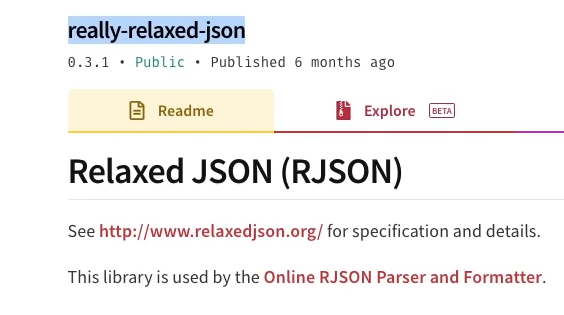 really-relaxed-json
0.3.1 • Public • Published 6 months ago
Readme
Explore BETA
Relaxed JSON (RJSON)
See http://www.relaxedjson.org/ for specification and details.
This library is used by the Online RJSON Parser and Formatter.